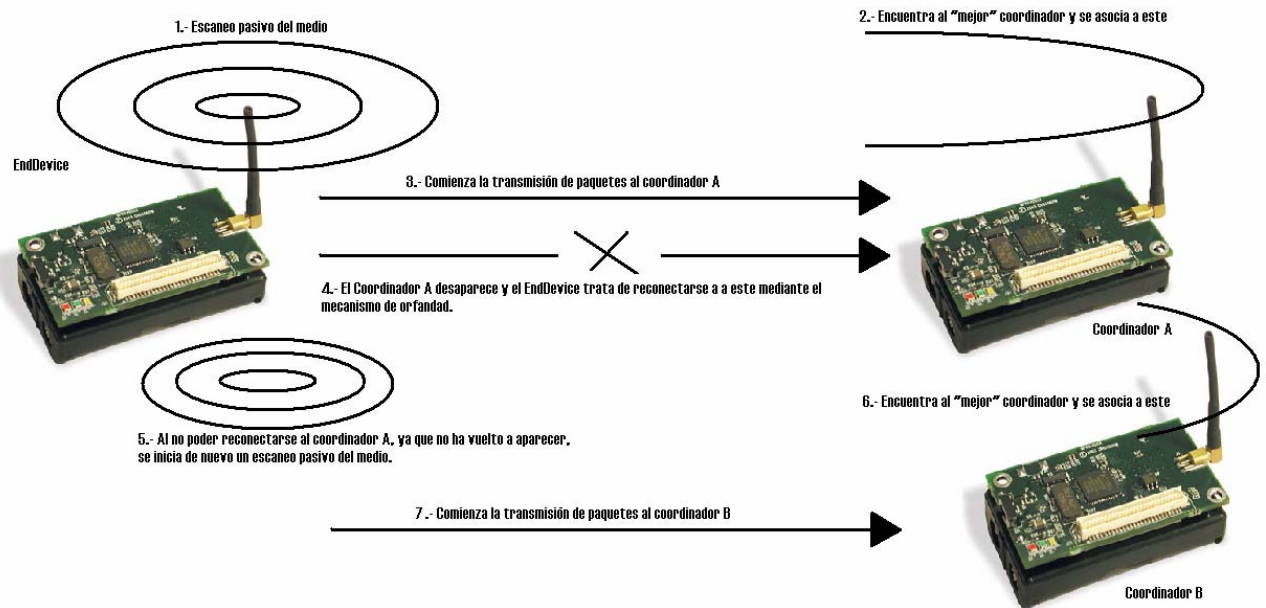 1.- Escaneo pasivo del medio
2.- Encuentra al "mejor" coordinador y se asocia a este
EndDevice
3.- Comienza la transmisión de paquetes al coordinador A
4.- El Coordinador A desaparece y el EndDevice trata de reconectarse a a este mediante el
mecanismo de orfandad.
Coordinador A
6.- Encuentra al "mejor" coordinador y se asocia a este
5.- Al no poder reconectarse al coordinador A, ya que no ha vuelto a aparecer,
se inicia de nuevo un escaneo pasivo del medio.
7 .- Comienza la transmisión de paquetes al coordinador B
Coordinador B